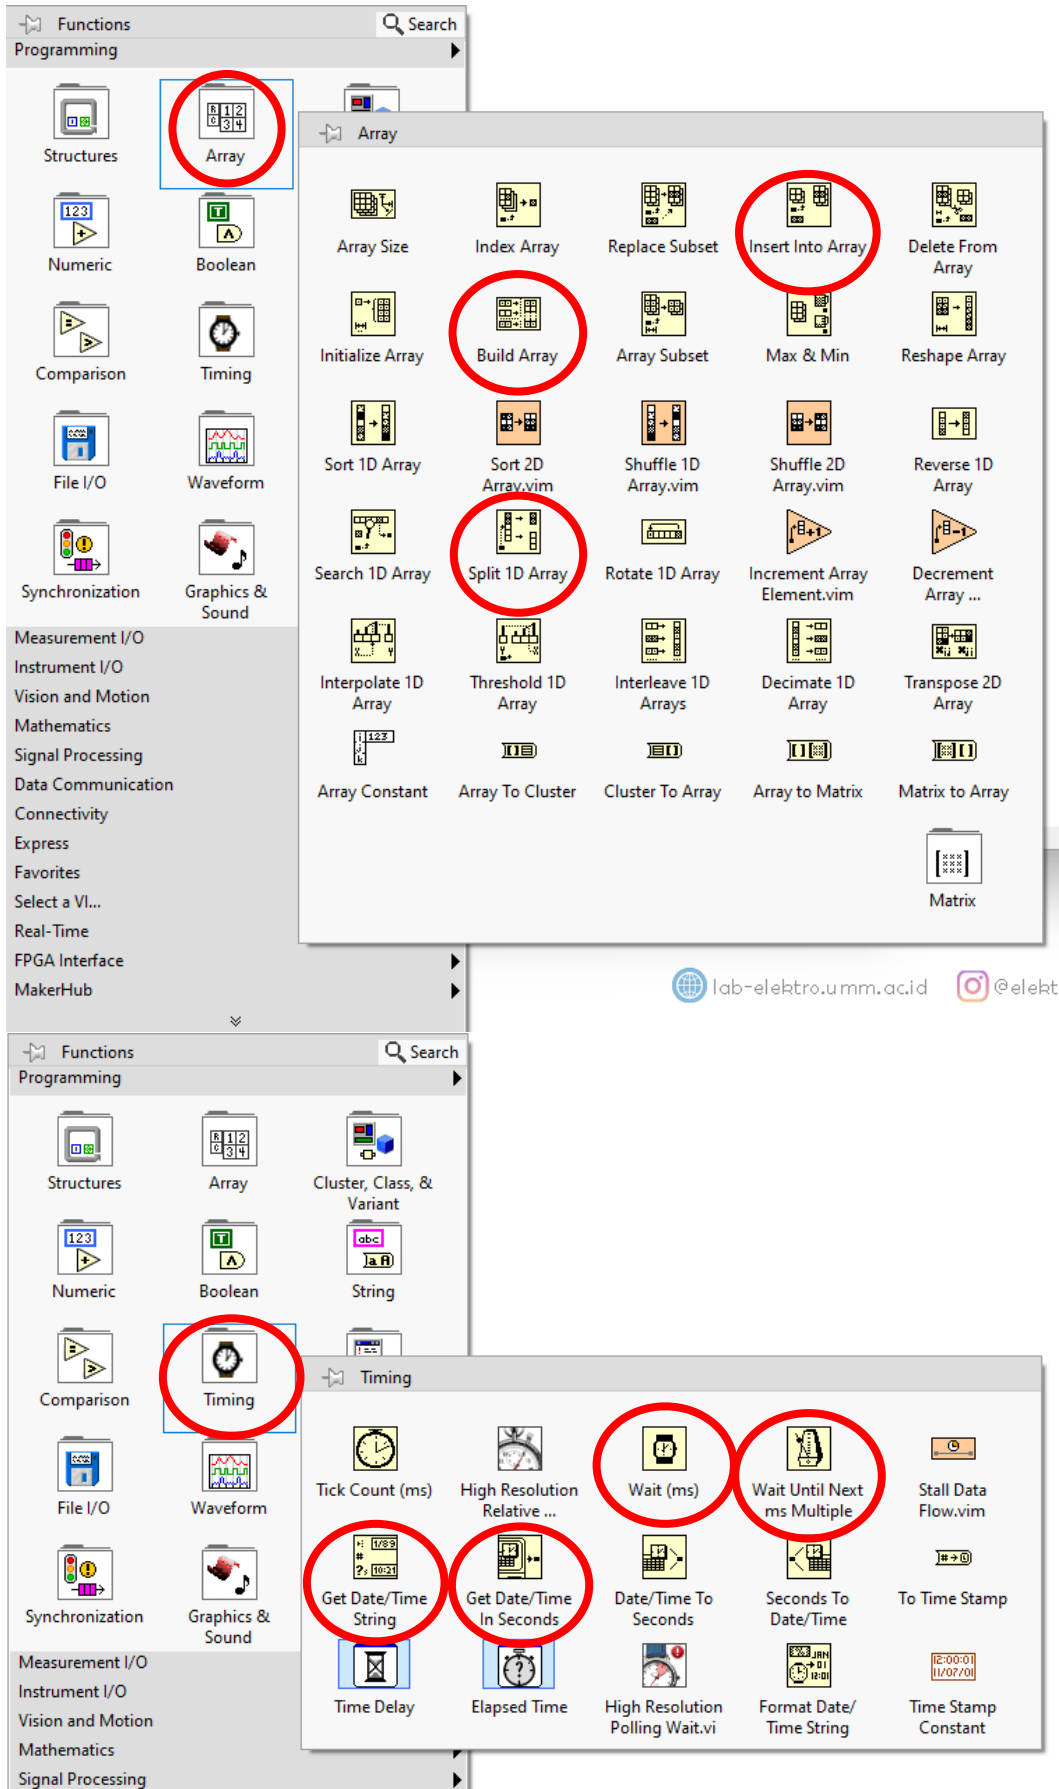 Functions
Search
Programming
Structures
Array
Numeric
Boolean
Comparison
Timing
File I/O
Waveform
Synchronization
Graphics &
Sound
Measurement I/O
Instrument I/O
Vision and Motion
Mathematics
Signal Processing
Data Communication
Connectivity
Express
Favorites
Select a VI...
Real-Time
FPGA Interface
MakerHub
Array
Array Size
Index Array
Replace Subset
Insert Into Array
Delete From
Array
Initialize Array
Build Array
Array Subset
Max & Min
Reshape Array
Sort 1D Array
Sort 2D
Array.vim
Shuffle 1D
Array.vim
Shuffle 2D
Array.vim
Reverse 1D
Array
Search 1D Array
Split 1D Array
Rotate 1D Array
Increment Array
Element.vim
Decrement
Array ...
Interpolate 1D
Array
Threshold 1D
Array
Interleave 1D
Arrays
Decimate 1D
Array
Transpose 2D
Array
Array Constant
Array To Cluster
Cluster To Array
Array to Matrix
Matrix to Array
Matrix
lab-elektro.umm.ac.id
@elekt
Functions
Search
Programming
Structures
Array
Cluster, Class, &
Variant
Numeric
Boolean
String
Comparison
Timing
File I/O
Waveform
Synchronization
Graphics &
Sound
Measurement I/O
Instrument I/O
Vision and Motion
Mathematics
Signal Processing
Timing
Tick Count (ms)
High Resolution
Relative ...
Wait (ms)
Wait Until Next
ms Multiple
Stall Data
Flow.vim
Get Date/Time
String
Get Date/Time
In Seconds
Date/Time To
Seconds
Seconds To
Date/Time
To Time Stamp
Time Delay
Elapsed Time
High Resolution
Polling Wait.vi
Format Date/
Time String
Time Stamp
Constant